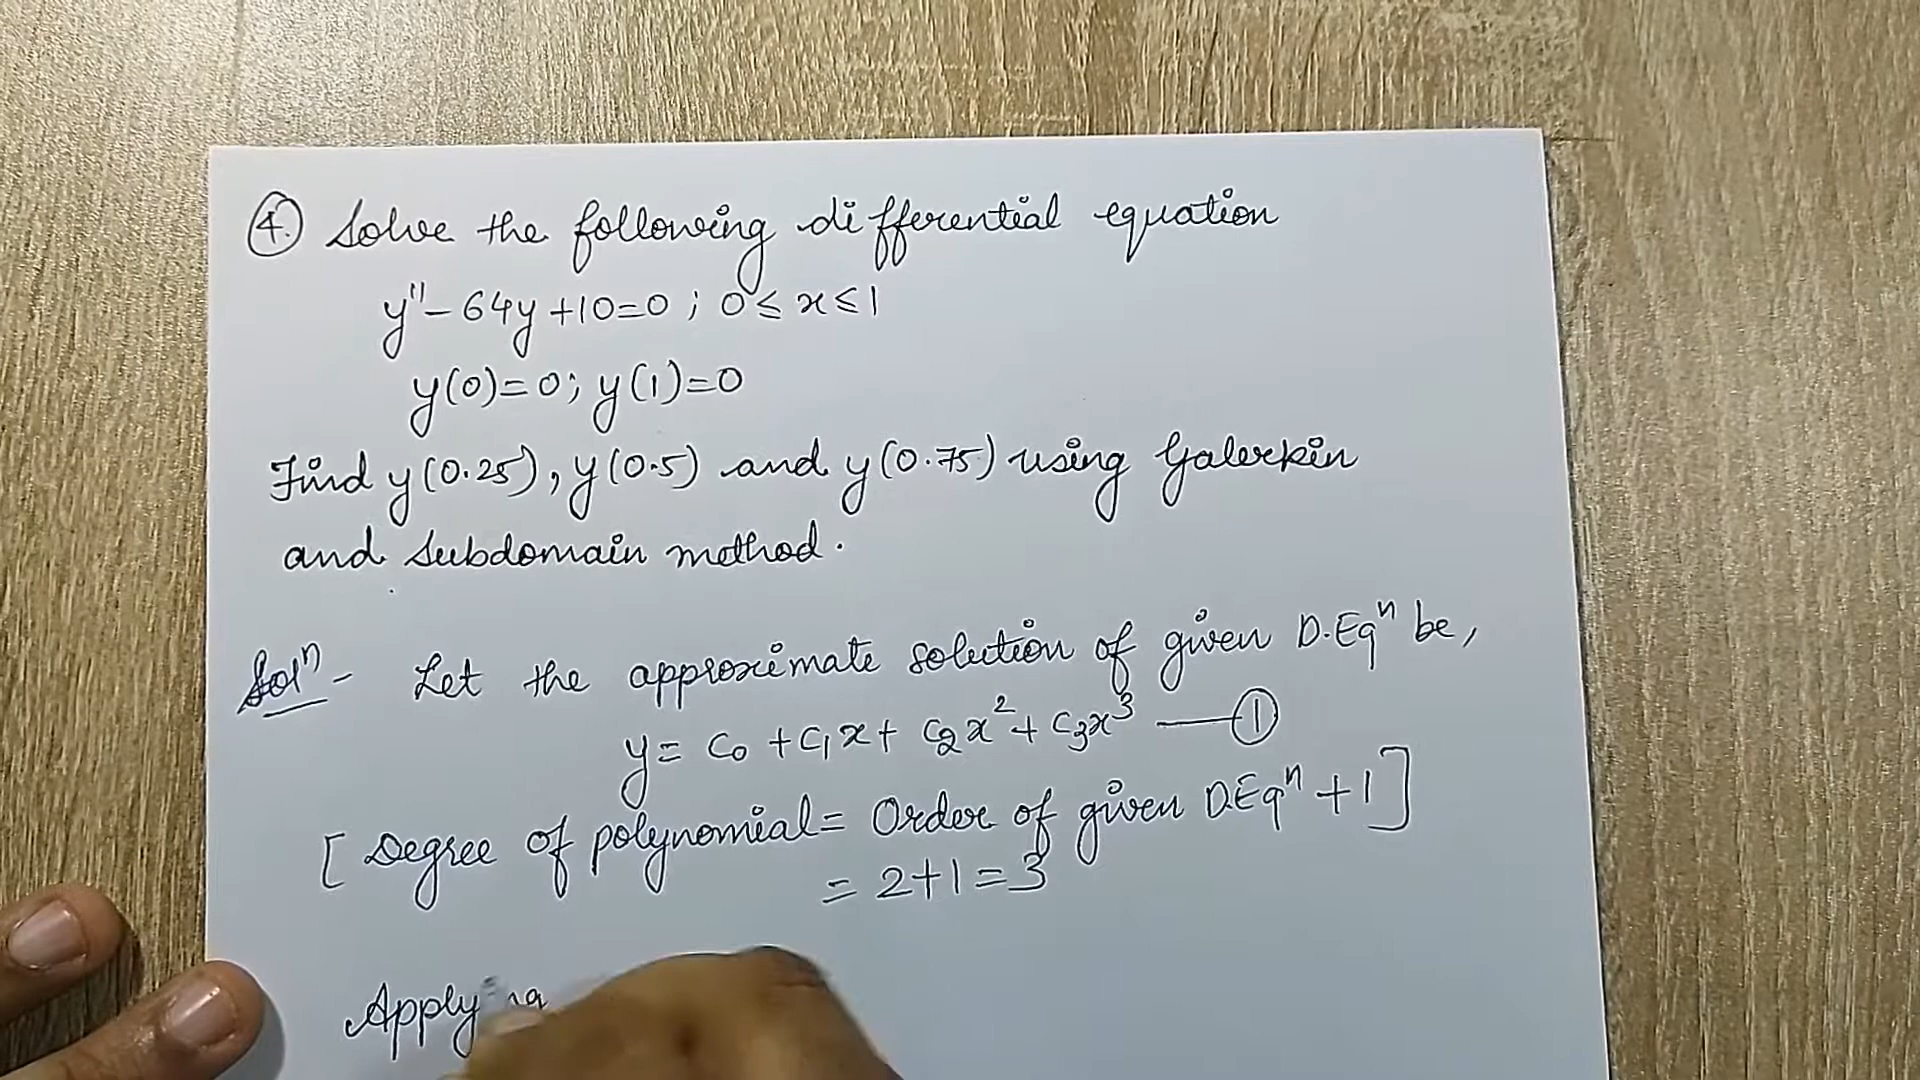 4. Solve the following differential equation
y''-64y+10=0 ; 0≤x≤1
y(0)=0; y(1)=0
Find y(0.25), y(0.5) and y(0.75) using Galerkin
and Subdomain method.
Solⁿ- Let the approximate solution of given D.Eqⁿ be,
y= c₀ +c₁x+ c₂x²+ c₃x³ —①
[ Degree of polynomial= Order of given D.Eqⁿ +1]
= 2+1=3
Applying